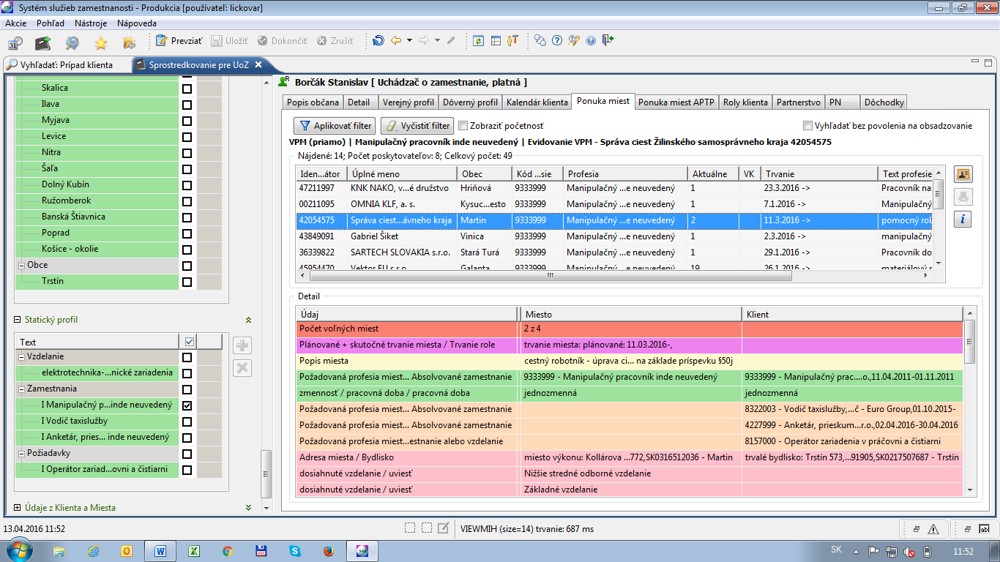 Systém služieb zamestnanosti - Produkcia [používateľ: lickovar]
Akcie Pohľad Nástroje Nápoveda
Prevziať Uložiť Dokončiť Zrušiť
Vyhľadať: Prípad klienta
Sprostredkovanie pre UoZ
Skalica
Ilava
Myjava
Levice
Nitra
Šaľa
Dolný Kubín
Ružomberok
Banská Štiavnica
Poprad
Košice - okolie
Obce
Trstín
Statický profil
Text
Vzdelanie
elektrotechnika-...nické zariadenia
Zamestnania
I Manipulačný p...inde neuvedený
I Vodič taxislužby
I Anketár, pries... inde neuvedený
Požiadavky
I Operátor zariad...ovni a čistiarni
Údaje z Klienta a Miesta
Borčák Stanislav [ Uchádzač o zamestnanie, platná ]
Popis občana Detail Verejný profil Dôverný profil Kalendár klienta Ponuka miest Ponuka miest APTP Roly klienta Partnerstvo PN Dôchodky
Aplikovať filter Vyčistiť filter Zobraziť početnosť Vyhľadať bez povolenia na obsadzovanie
VPM (priamo) | Manipulačný pracovník inde neuvedený | Evidovanie VPM - Správa ciest Žilinského samosprávneho kraja 42054575
Nájdené: 14; Počet poskytovateľov: 8; Celkový počet: 49
Iden...átor Úplné meno Obec Kód ...sie Profesia Aktuálne VK Trvanie Text profesie
47211997 KNK NAKO, v...é družstvo Hriňová 9333999 Manipulačný ...e neuvedený 1 23.3.2016 -> Pracovník na
00211095 OMNIA KLF, a. s. Kysuc...esto 9333999 Manipulačný ...e neuvedený 1 7.1.2016 -> Manipulačný
42054575 Správa ciest...ávneho kraja Martin 9333999 Manipulačný ...e neuvedený 2 11.3.2016 -> pomocný rob
43849091 Gabriel Šiket Vinica 9333999 Manipulačný ...e neuvedený 1 2.3.2016 -> manipulačný
36339822 SARTECH SLOVAKIA s.r.o. Stará Turá 9333999 Manipulačný ...e neuvedený 1 29.1.2016 -> Pracovník do
45954470 Vektor EU s.r.o. Galanta 9333999 Manipulačný ...e neuvedený 19 26.1.2016 -> materiálový
Detail
Údaj Miesto Klient
Počet voľných miest 2 z 4
Plánované + skutočné trvanie miesta / Trvanie role trvanie miesta: plánované: 11.03.2016-,
Popis miesta cestný robotník - úprava ci... na základe príspevku §50j
Požadovaná profesia miest... Absolvované zamestnanie 9333999 - Manipulačný pracovník inde neuvedený 9333999 - Manipulačný prac....o.,11.04.2011-01.11.2011
zmennosť / pracovná doba / pracovná doba jednozmenná jednozmenná
Požadovaná profesia miest... Absolvované zamestnanie 8322003 - Vodič taxislužby,...č - Euro Group,01.10.2015-
Požadovaná profesia miest... Absolvované zamestnanie 4227999 - Anketár, prieskum...r.o.,02.04.2016-30.04.2016
Požadovaná profesia miest...estnanie alebo vzdelanie 8157000 - Operátor zariadenia v práčovni a čistiarni
Adresa miesta / Bydlisko miesto výkonu: Kollárova ...772,SK0316512036 - Martin trvalé bydlisko: Trstín 573,...91905,SK0217507687 - Trstín
dosiahnuté vzdelanie / uviesť Nižšie stredné odborné vzdelanie
dosiahnuté vzdelanie / uviesť Základné vzdelanie
13.04.2016 11:52
VIEWMIH (size=14) trvanie: 687 ms
SK 11:52